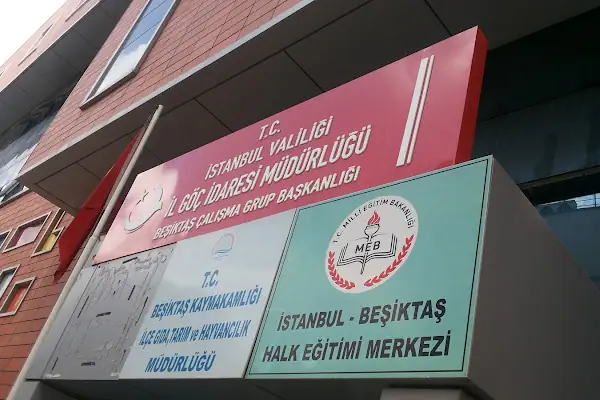 T.C.
İSTANBUL VALİLİĞİ
İL GÖÇ İDARESİ MÜDÜRLÜĞÜ
BEŞİKTAŞ ÇALIŞMA GRUP BAŞKANLIĞI
T.C.
BEŞİKTAŞ KAYMAKAMLIĞI
İLÇE GIDA,TARIM ve HAYVANCILIK
MÜDÜRLÜĞÜ
T.C. MİLLİ EĞİTİM BAKANLIĞI
MEB
İSTANBUL - BEŞİKTAŞ
HALK EĞİTİMİ MERKEZİ